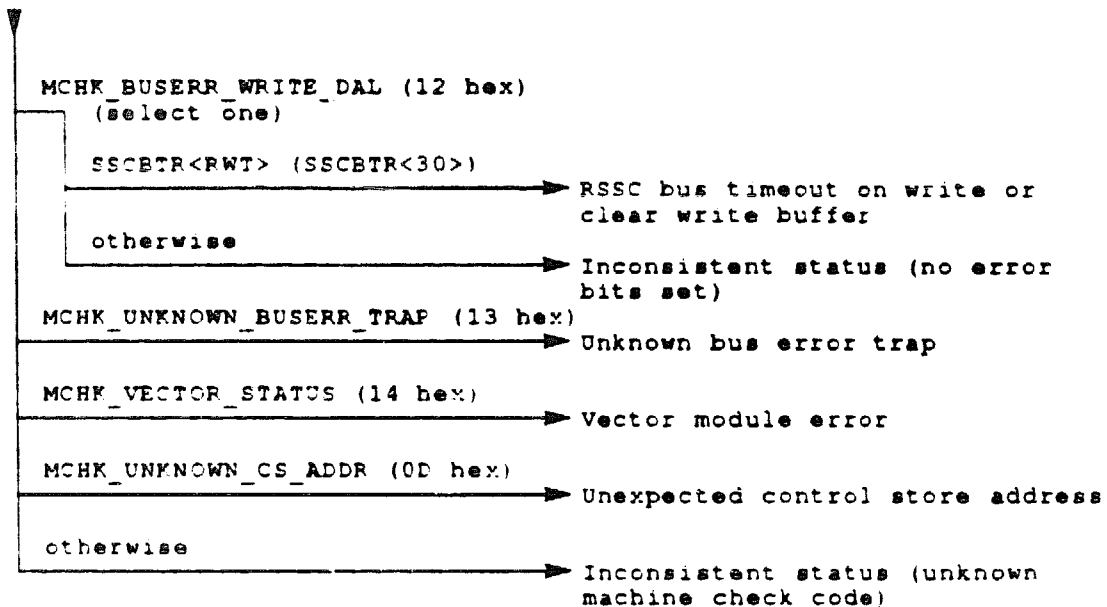 MCHK_BUSERR_WRITE_DAL (12 hex)
(select one)
SSCBTR<RWT> (SSCBTR<30>)
RSSC bus timeout on write or
clear write buffer
otherwise
Inconsistent status (no error
bits set)
MCHK_UNKNOWN_BUSERR_TRAP (13 hex)
Unknown bus error trap
MCHK_VECTOR_STATUS (14 hex)
Vector module error
MCHK_UNKNOWN_CS_ADDR (0D hex)
Unexpected control store address
otherwise
Inconsistent status (unknown
machine check code)